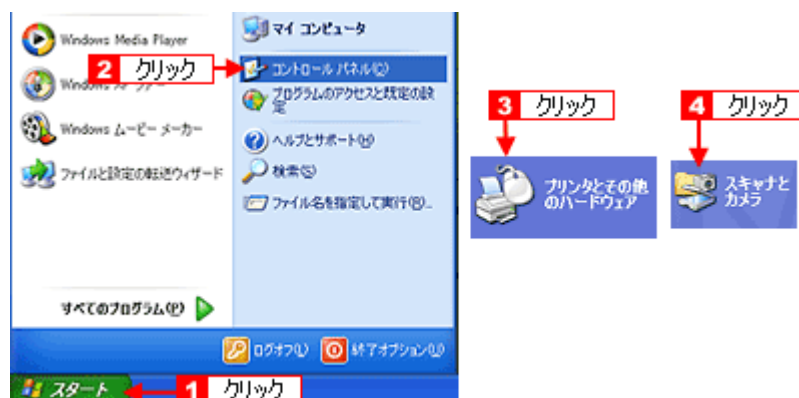 Windows Media Player
Windows ムービー メーカー
ファイルと設定の転送ウィザード
すべてのプログラム(P)
マイ コンピュータ
2 クリック
コントロール パネル(C)
プログラムのアクセスと既定の設
定
ヘルプとサポート(H)
検索(S)
ファイル名を指定して実行(R)...
ログオフ(L)
終了オプション(U)
スタート
1 クリック
3 クリック
プリンタとその他
のハードウェア
4 クリック
スキャナと
カメラ